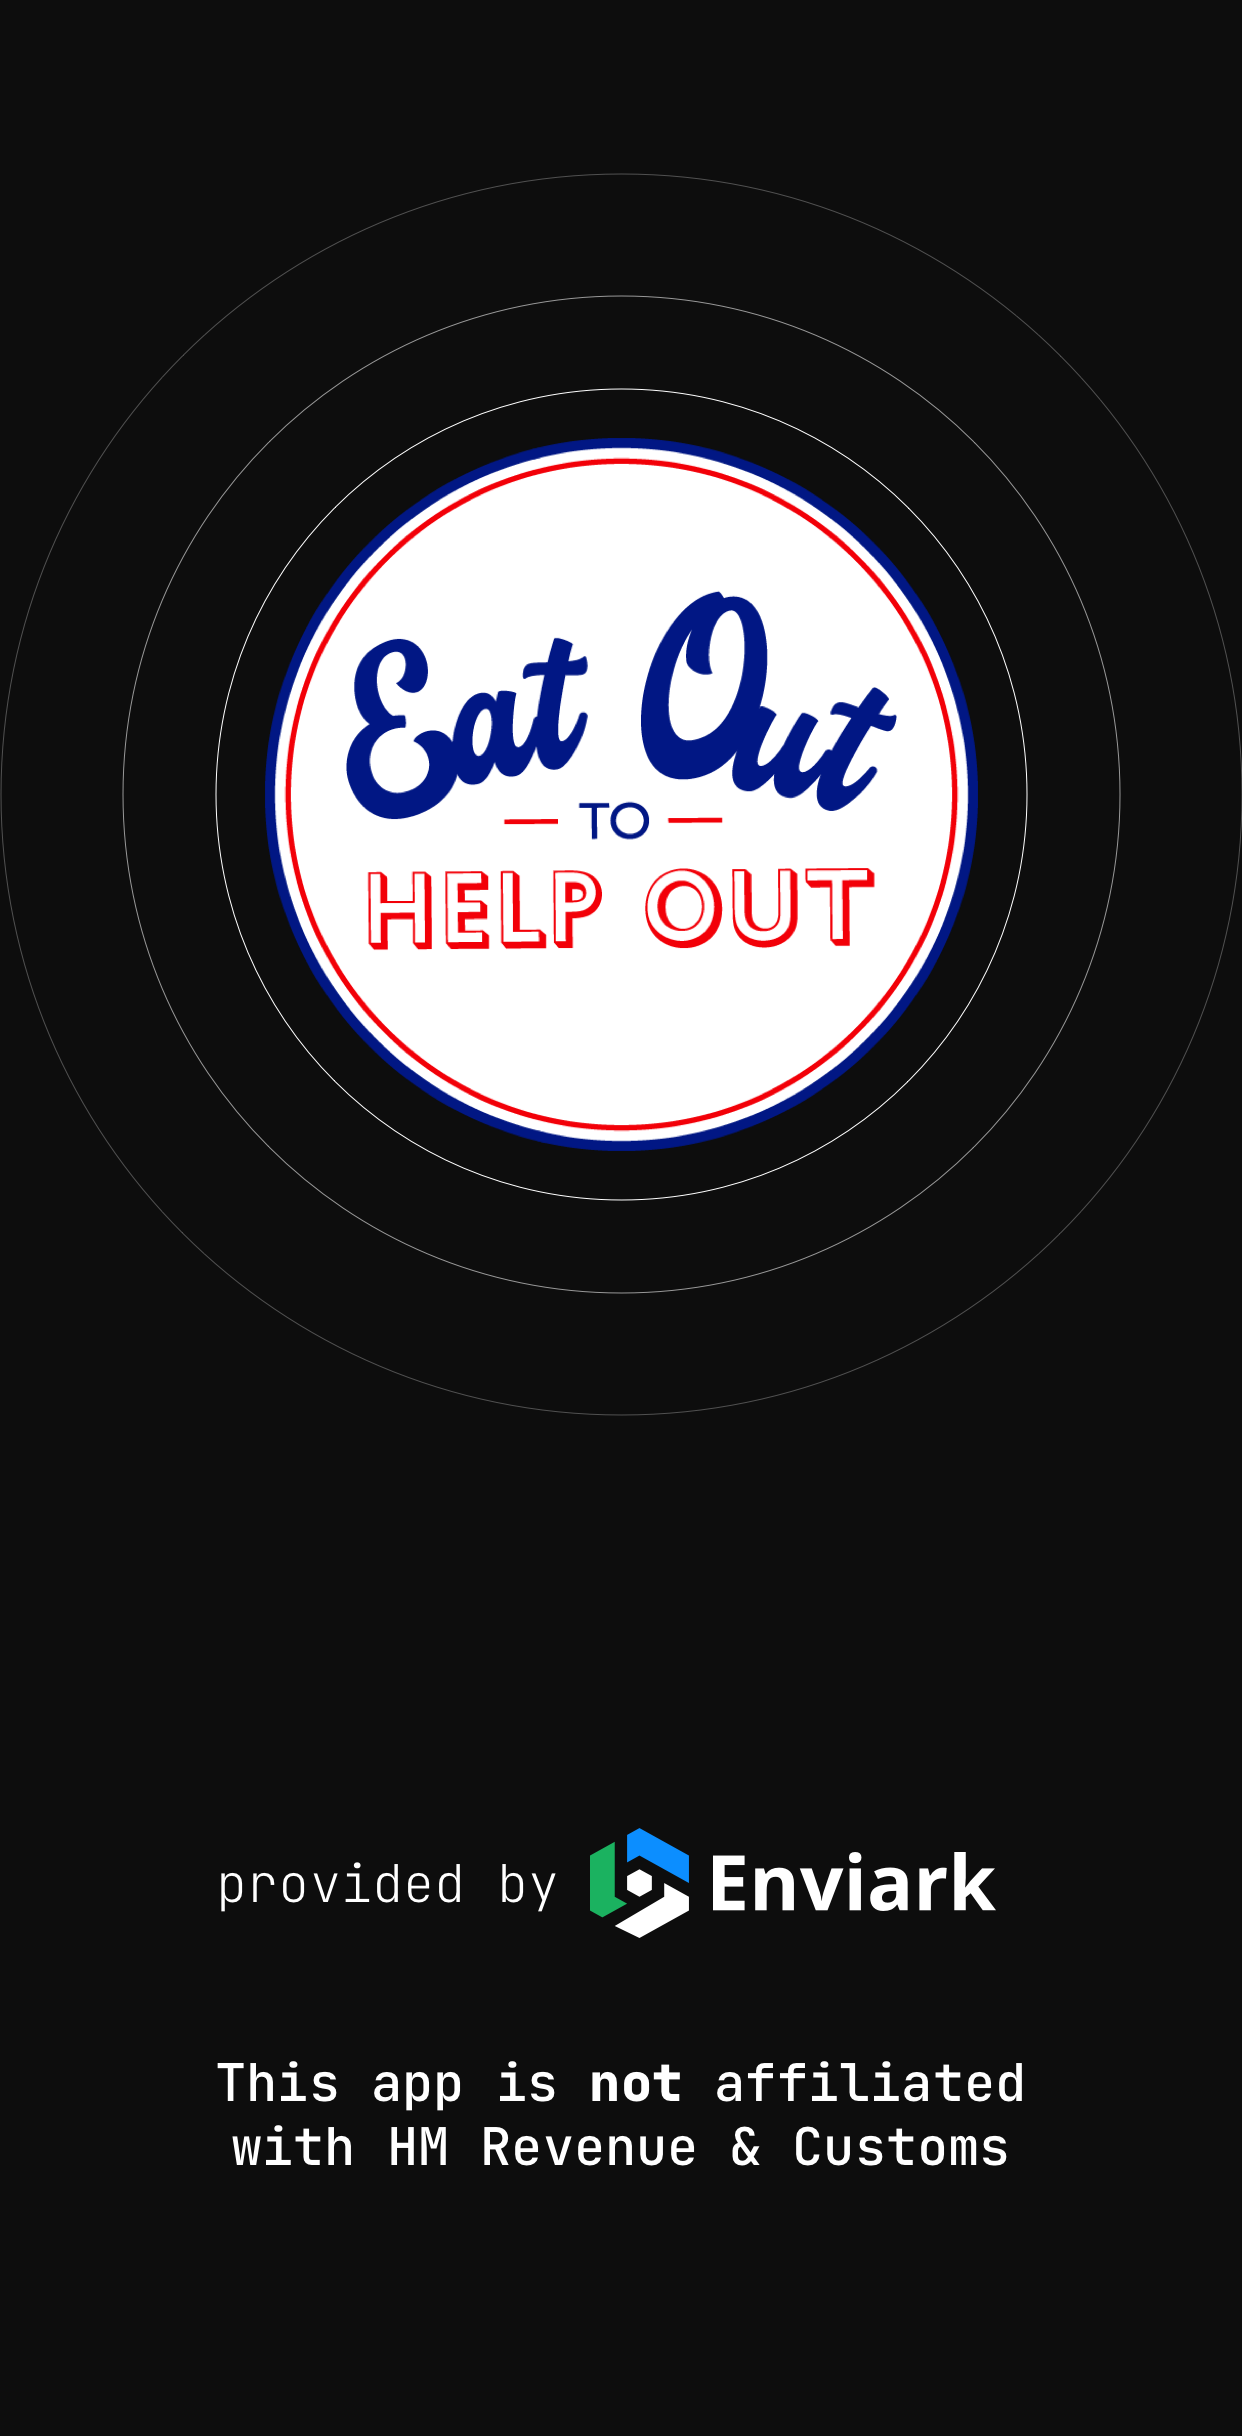 Eat Out
TO
HELP OUT
provided by Enviark
This app is not affiliated
with HM Revenue & Customs